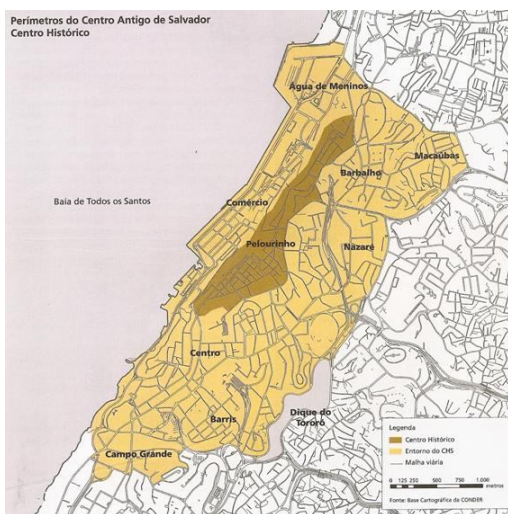 Perímetros do Centro Antigo de Salvador
Centro Histórico
Água de Meninos
Macaúbas
Barbalho
Baía de Todos os Santos
Comércio
Pelourinho
Nazaré
Centro
Dique do
Tororó
Barris
Campo Grande
Legenda
Centro Histórico
Entorno do CHS
Malha viária
0 125 250 500 750 1.000
metros
Fonte: Base Cartográfica da CONDER